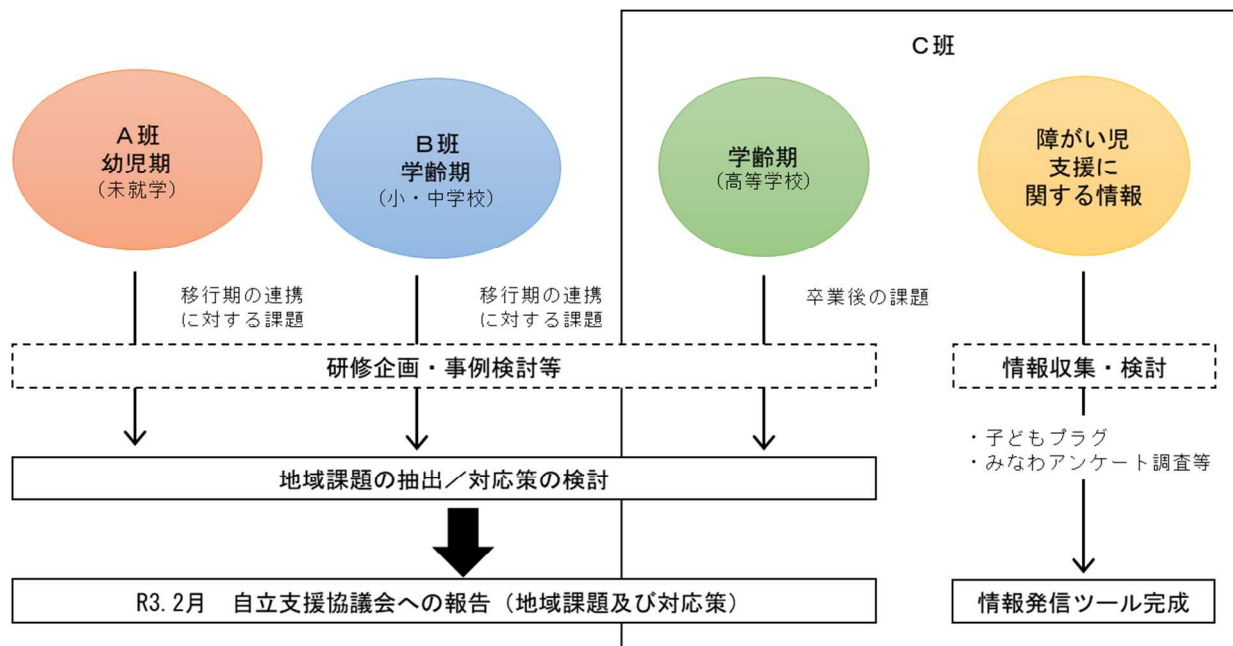 C班
A班
幼児期
（未就学）
B班
学齢期
（小・中学校）
学齢期
（高等学校）
障がい児
支援に
関する情報
移行期の連携
に対する課題
移行期の連携
に対する課題
卒業後の課題
研修企画・事例検討等
情報収集・検討
・子どもプラグ
・みなわアンケート調査等
地域課題の抽出／対応策の検討
R3.2月　自立支援協議会への報告（地域課題及び対応策）
情報発信ツール完成